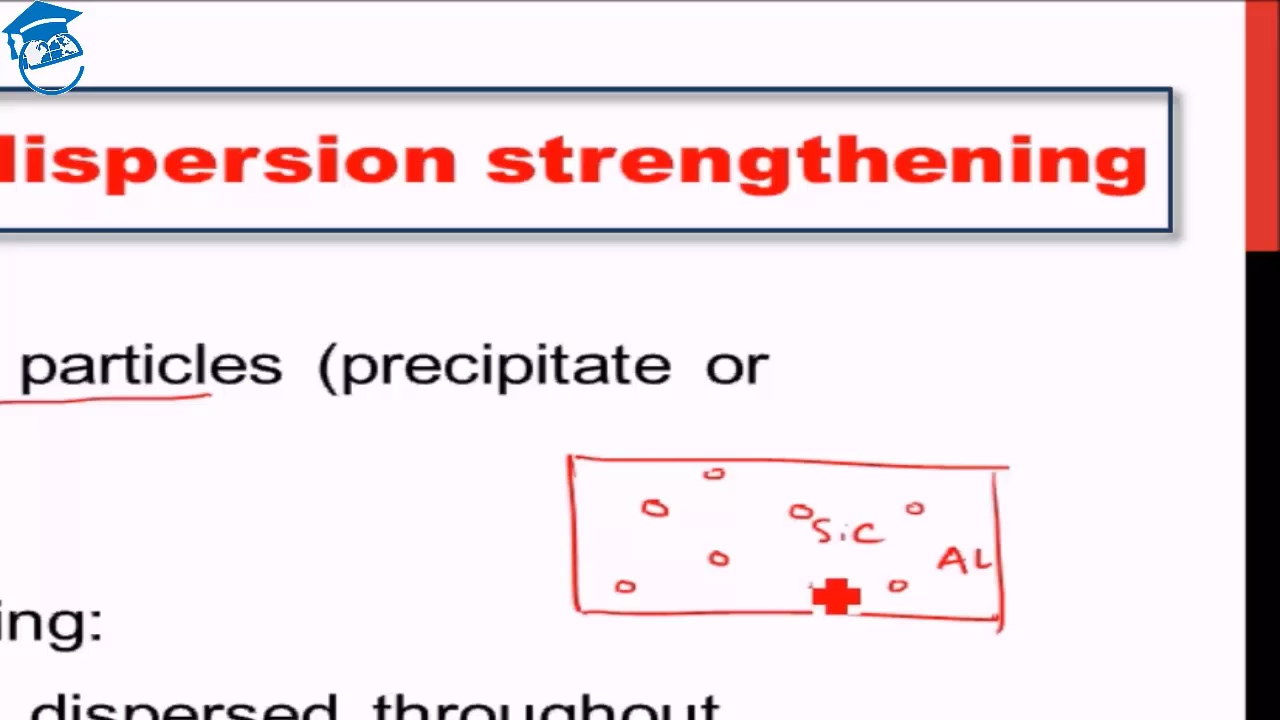 dispersion strengthening
particles (precipitate or
SiC
AL
ing:
dispersed throughout